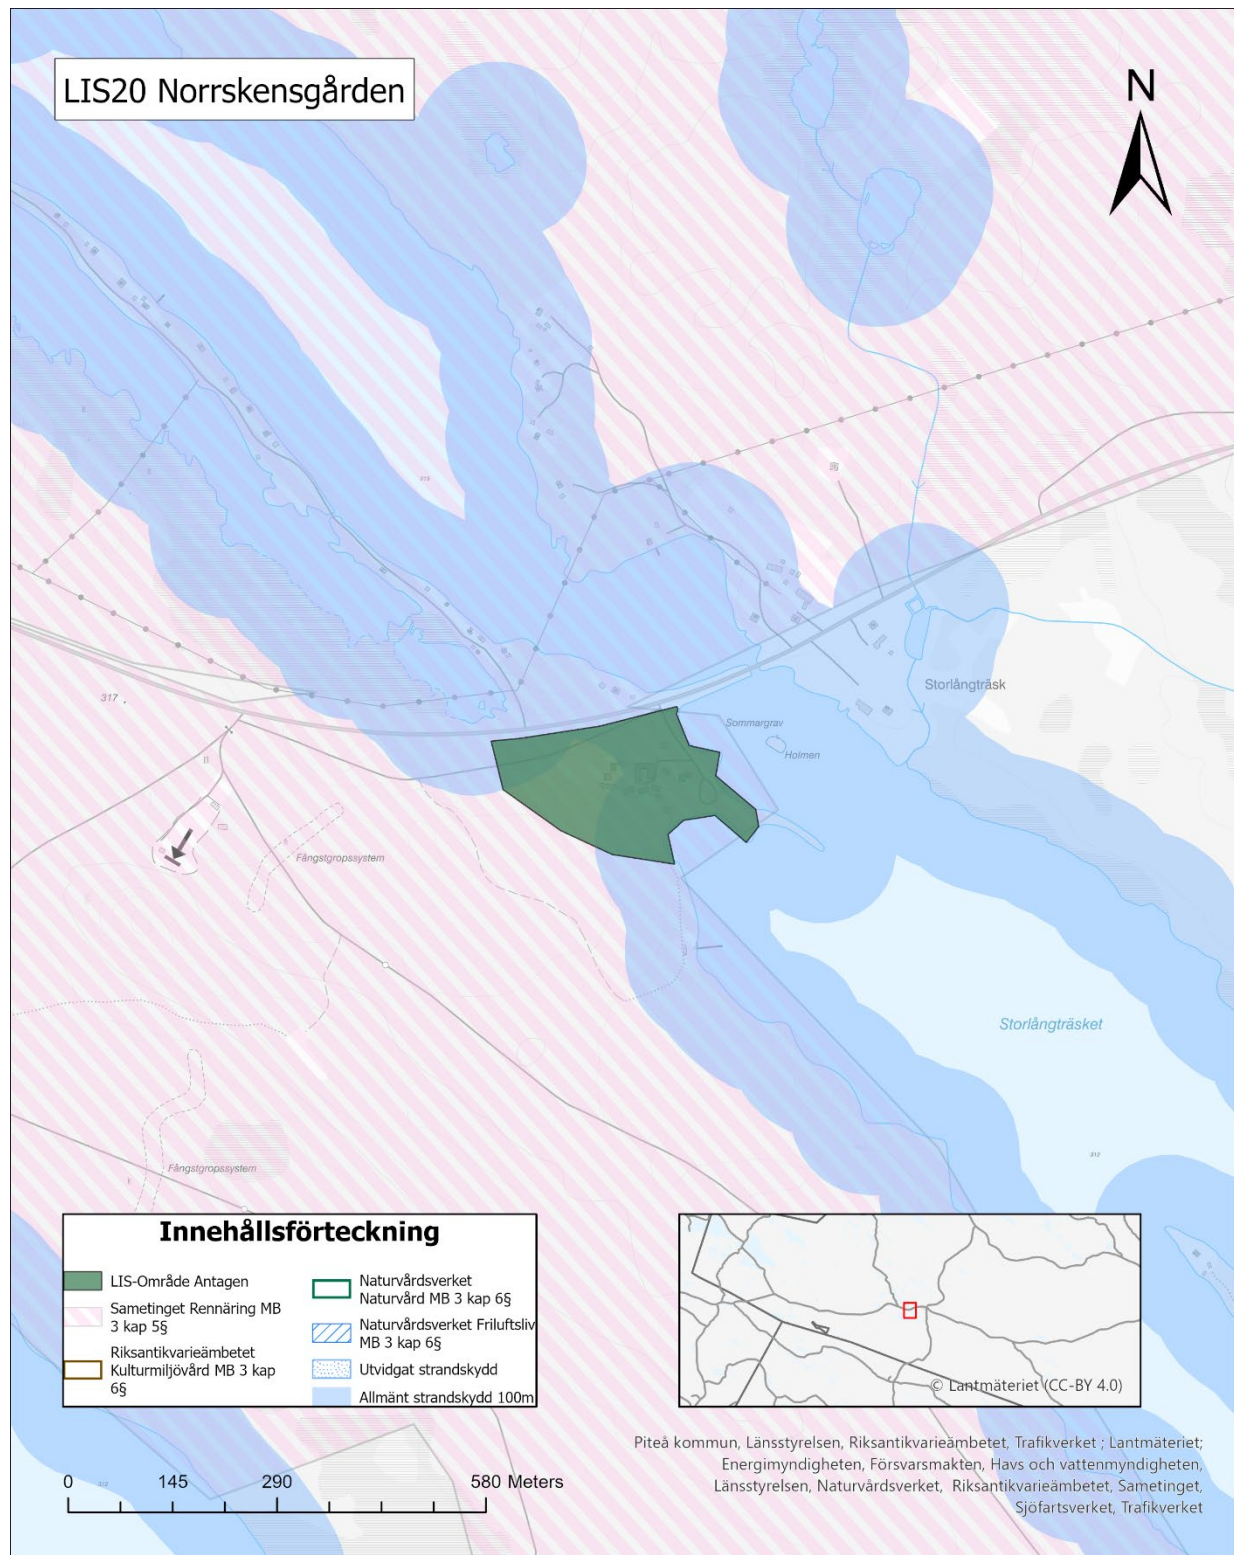 LIS20 Norrskensgården
N
316
Sommargrav
Holmen
Storlångträsk
317
Fångstgropssystem
Storlångträsket
312
Fångstgropssystem
Innehållsförteckning
LIS-Område Antagen
Sametinget Rennäring MB
3 kap 5§
Riksantikvarieämbetet
Kulturmiljövård MB 3 kap
6§
Naturvårdsverket
Naturvård MB 3 kap 6§
Naturvårdsverket Friluftsliv
MB 3 kap 6§
Utvidgat strandskydd
Allmänt strandskydd 100m
© Lantmäteriet (CC-BY 4.0)
Piteå kommun, Länsstyrelsen, Riksantikvarieämbetet, Trafikverket ; Lantmäteriet;
Energimyndigheten, Försvarsmakten, Havs och vattenmyndigheten,
Länsstyrelsen, Naturvårdsverket, Riksantikvarieämbetet, Sametinget,
Sjöfartsverket, Trafikverket
0 145 290 580 Meters